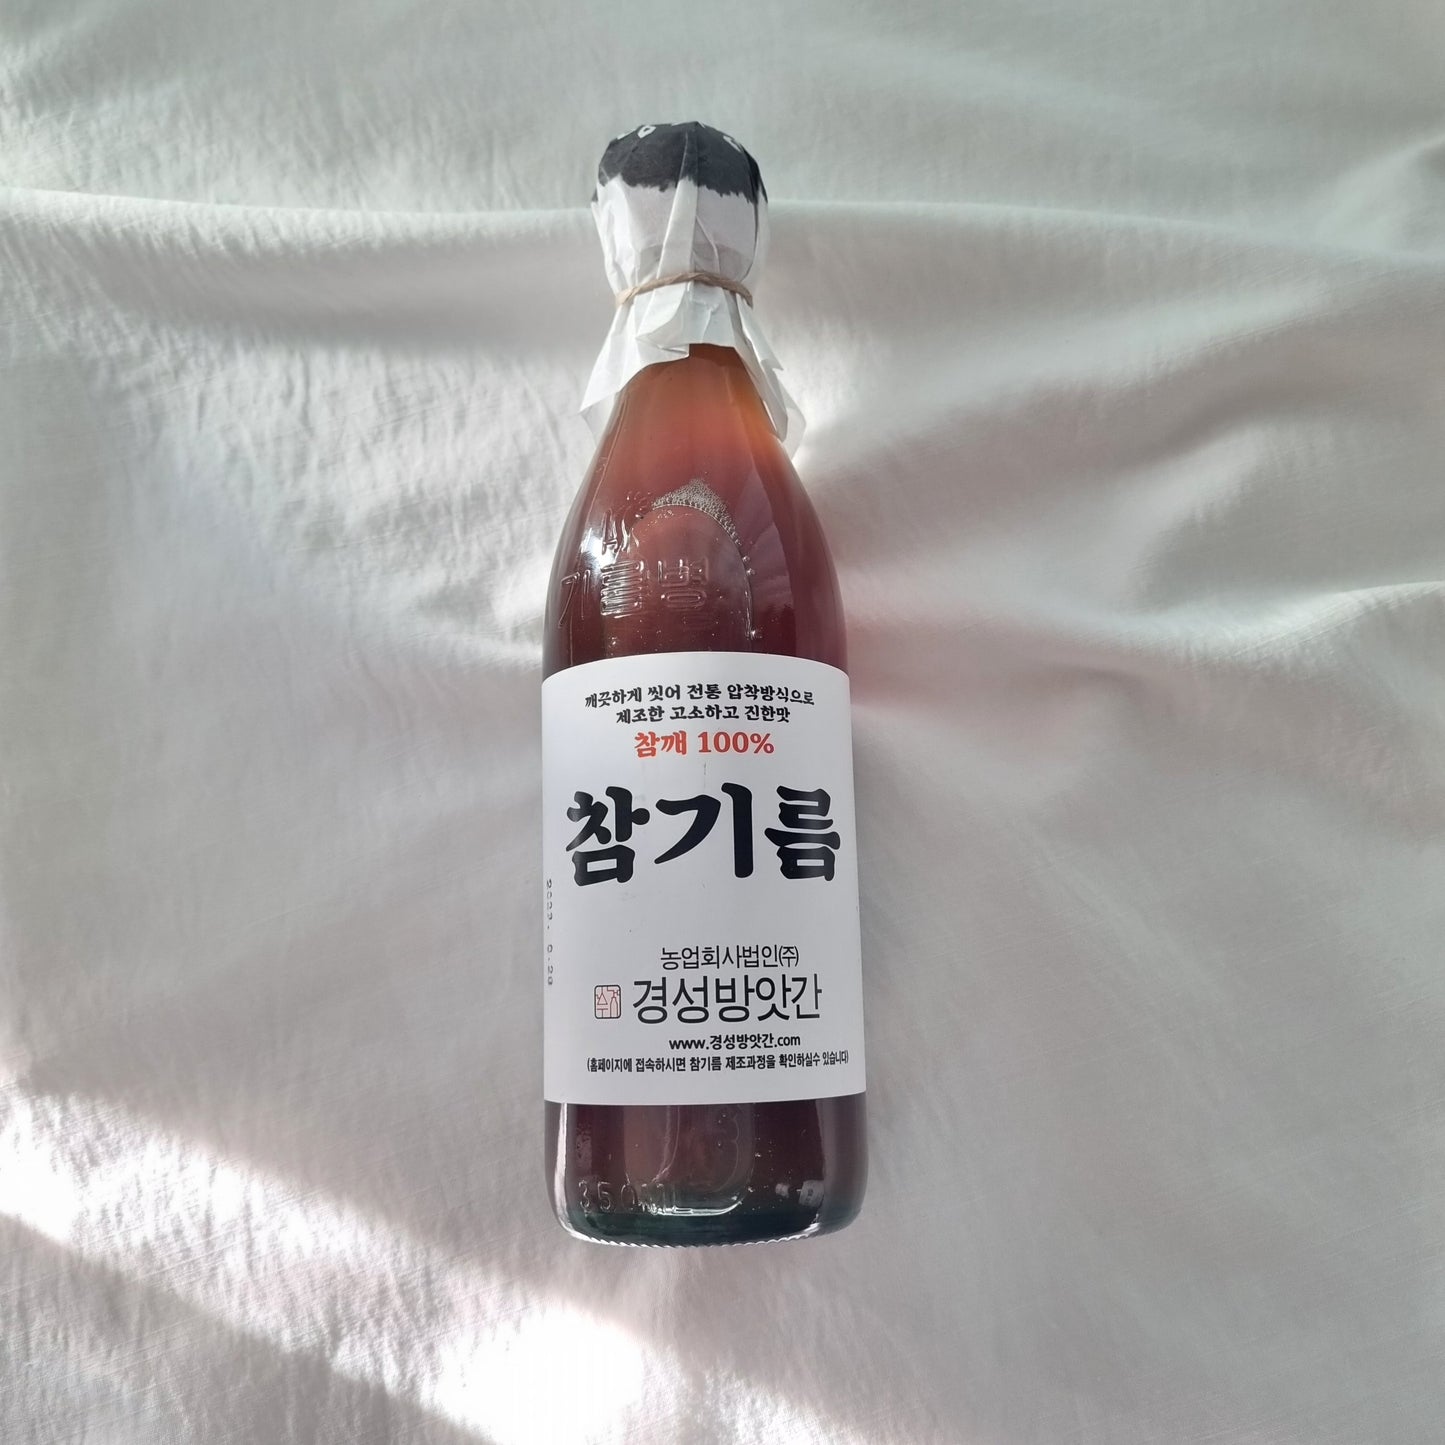 기름병
깨끗하게 씻어 전통 압착방식으로
제조한 고소하고 진한맛
참깨 100%
참기름
농업회사법인㈜
경성방앗간
www.경성방앗간.com
(홈페이지에 접속하시면 참기름 제조과정을 확인하실수 있습니다)
350ML